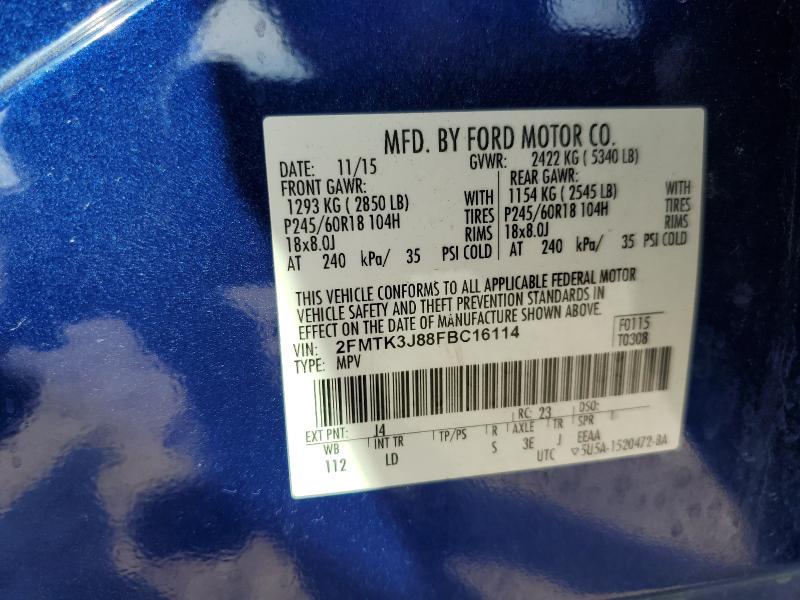 MFD. BY FORD MOTOR CO.
DATE: 11/15 GVWR: 2422 KG ( 5340 LB)
FRONT GAWR: REAR GAWR:
1293 KG ( 2850 LB) WITH 1154 KG ( 2545 LB) WITH
P245/60R18 104H TIRES P245/60R18 104H TIRES
18x8.0J RIMS 18x8.0J RIMS
AT 240 kPa/ 35 PSI COLD AT 240 kPa/ 35 PSI COLD
THIS VEHICLE CONFORMS TO ALL APPLICABLE FEDERAL MOTOR
VEHICLE SAFETY AND THEFT PREVENTION STANDARDS IN
EFFECT ON THE DATE OF MANUFACTURE SHOWN ABOVE.
VIN: 2FMTK3J88FBC16114 F0115
TYPE: MPV T0308
EXT PNT: J4 RC: 23 DSO:
WB INT TR TP/PS R AXLE TR SPR
112 LD S 3E J EEAA
UTC ▽5U5A-1520472-BA